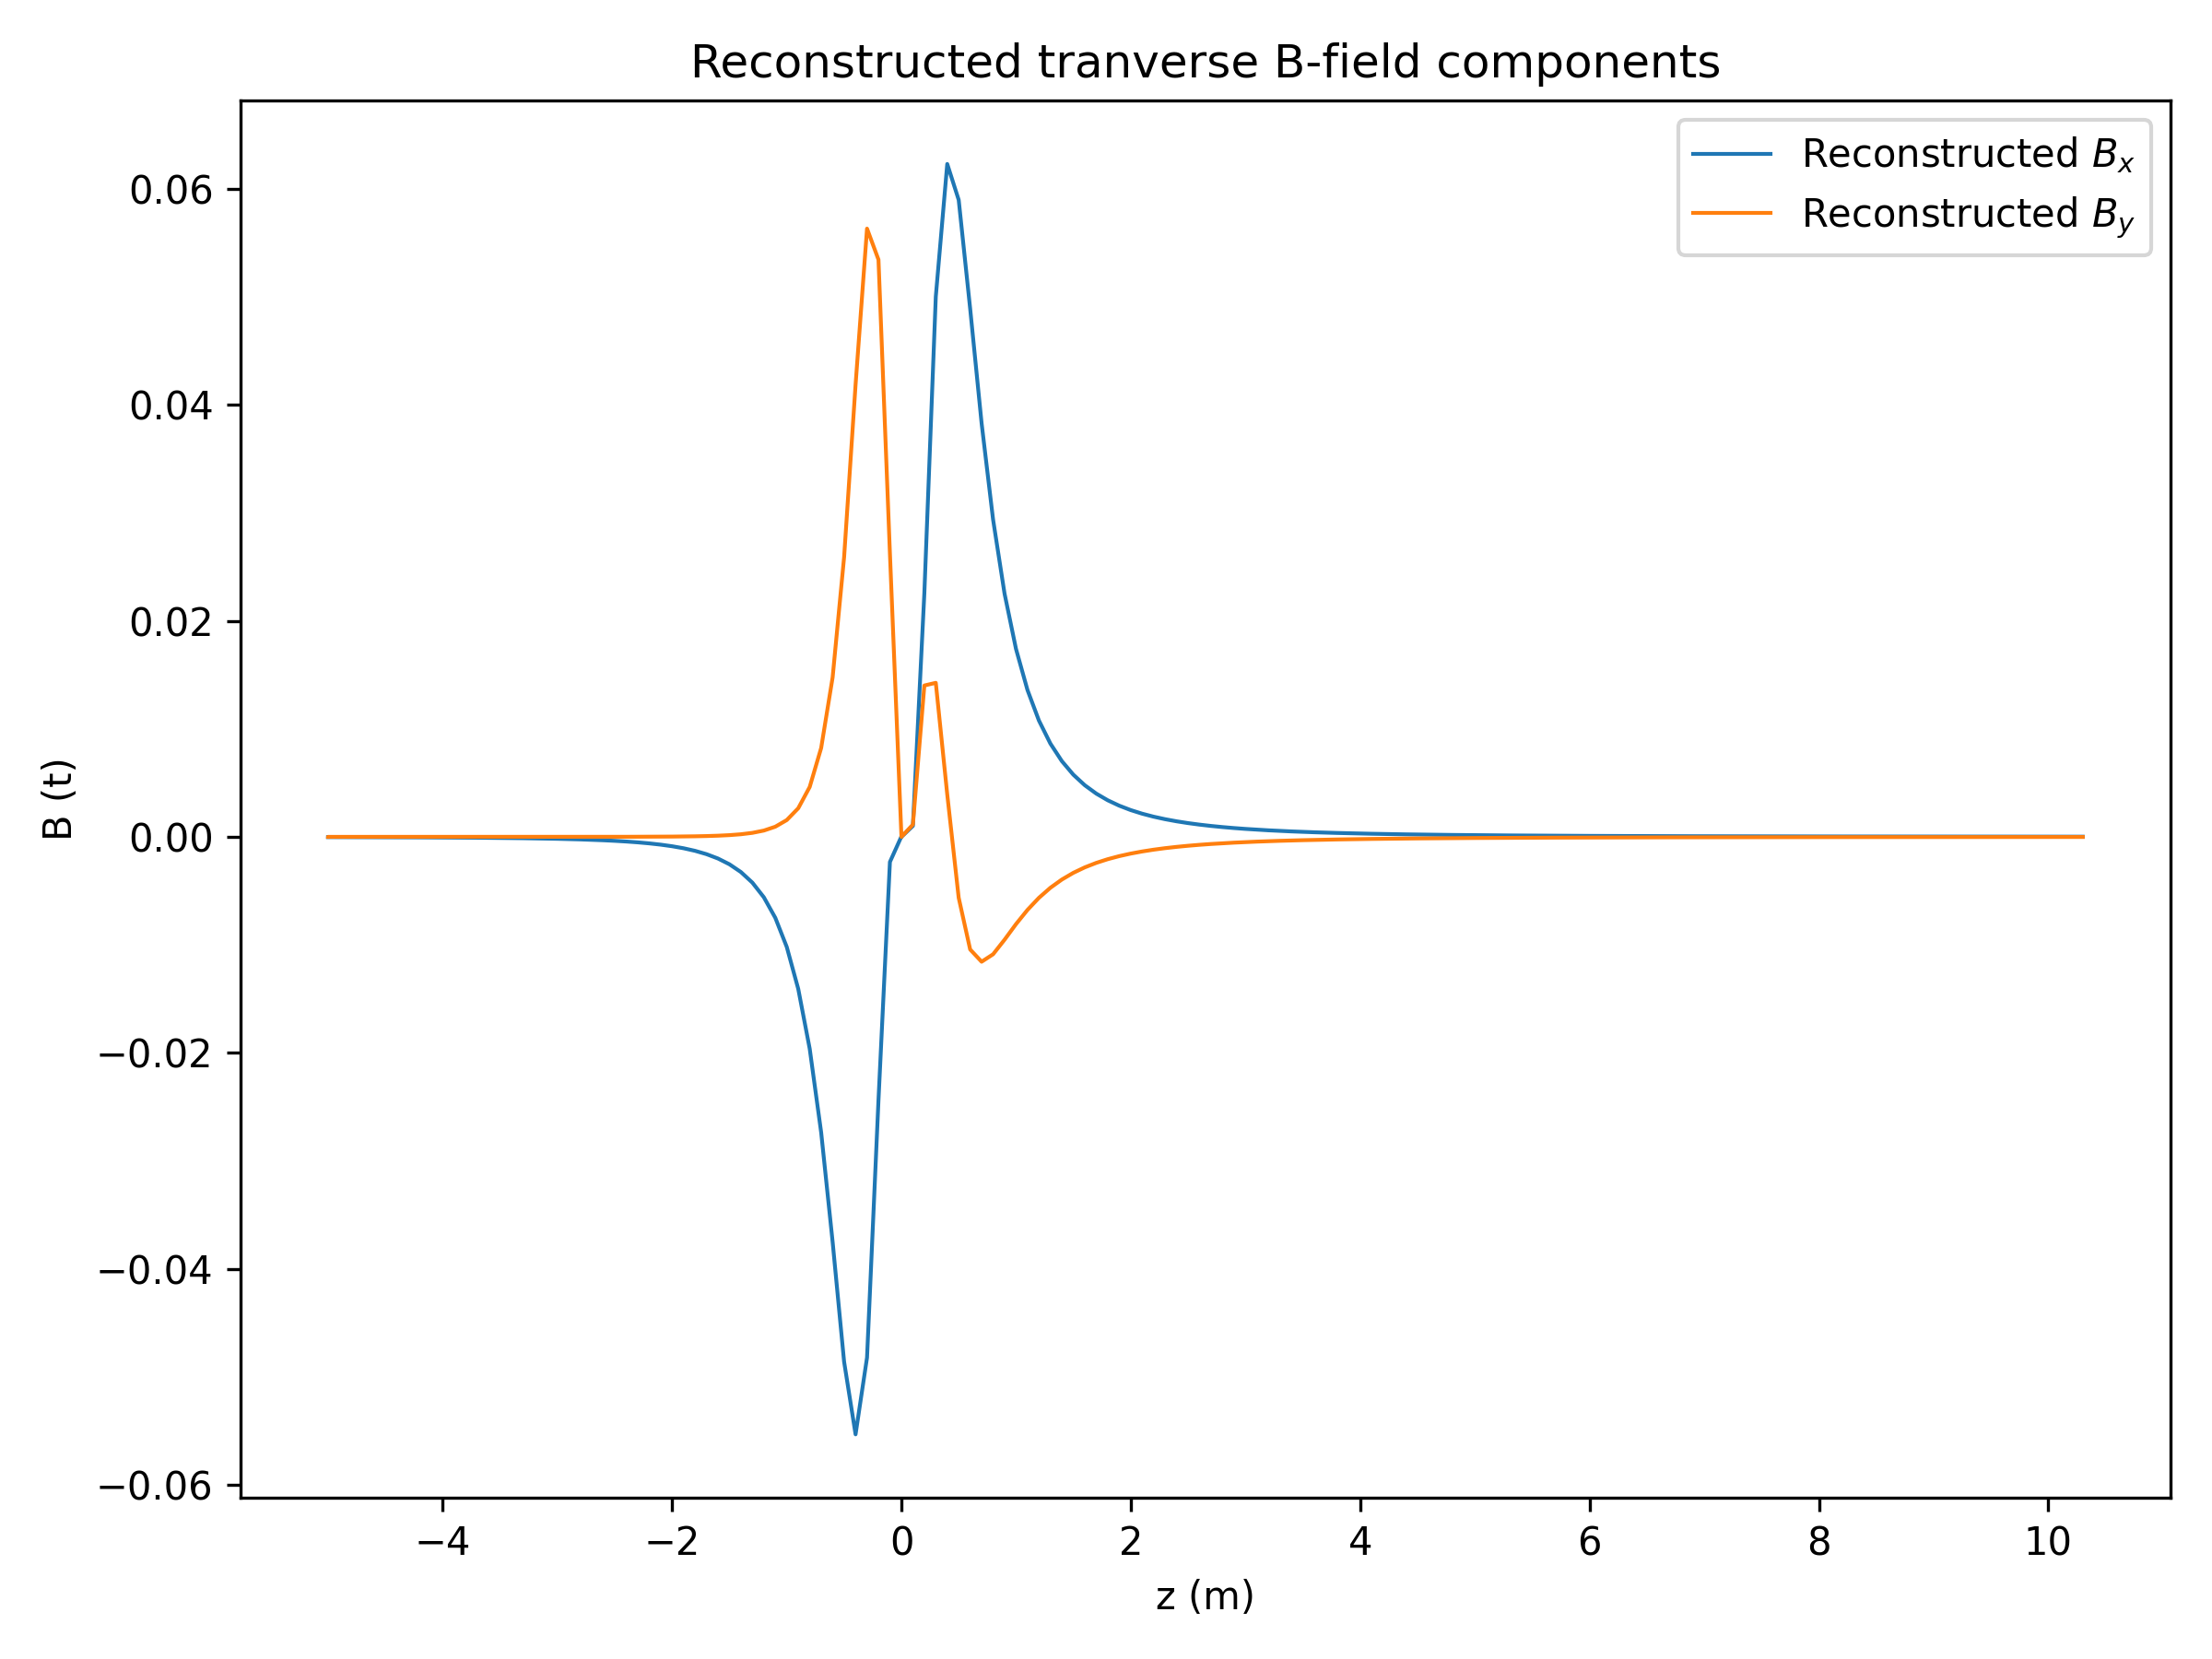 Reconstructed tranverse B-field components
Reconstructed Bₓ
Reconstructed B_y
0.06
0.04
0.02
0.00
−0.02
−0.04
−0.06
B (t)
−4 −2 0 2 4 6 8 10
z (m)